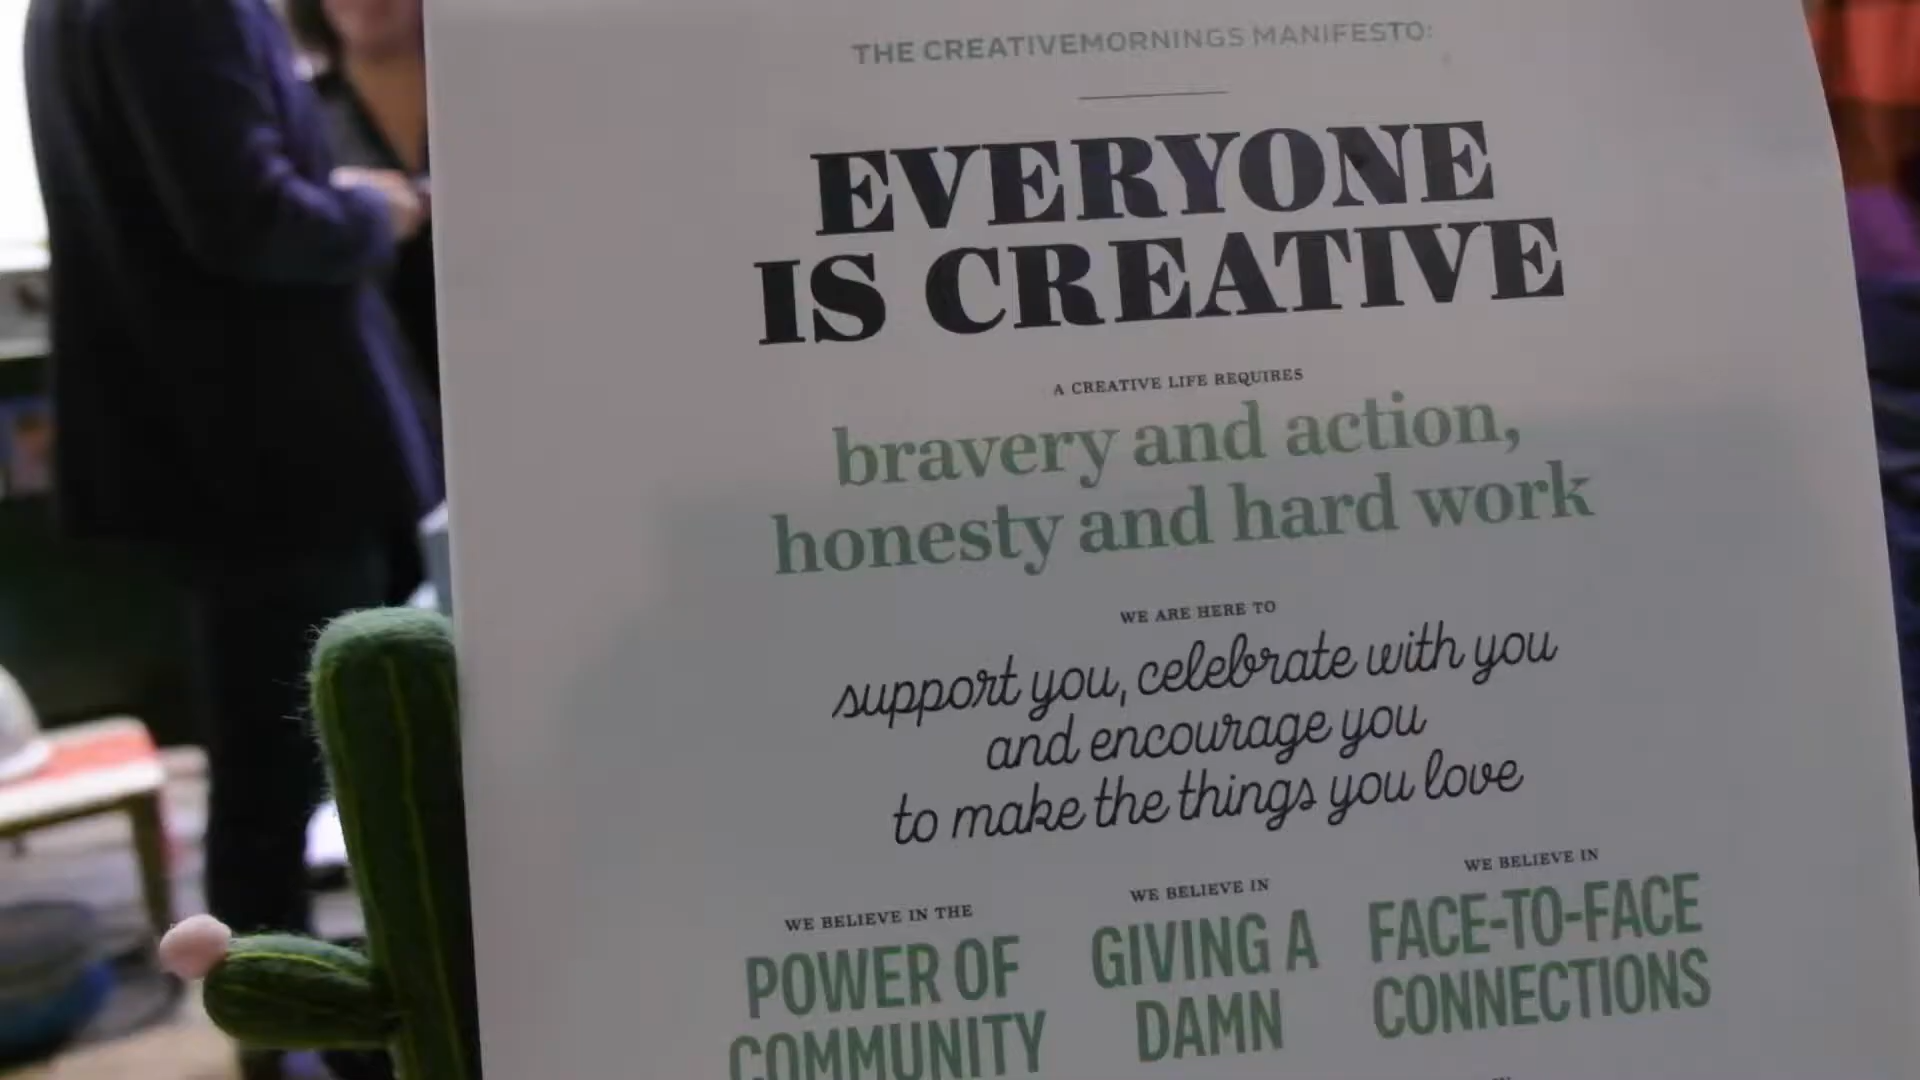 THE CREATIVEMORNINGS MANIFESTO:
EVERYONE
IS CREATIVE
A CREATIVE LIFE REQUIRES
bravery and action,
honesty and hard work
WE ARE HERE TO
support you, celebrate with you
and encourage you
to make the things you love
WE BELIEVE IN THE
POWER OF
COMMUNITY
WE BELIEVE IN
GIVING A
DAMN
WE BELIEVE IN
FACE-TO-FACE
CONNECTIONS